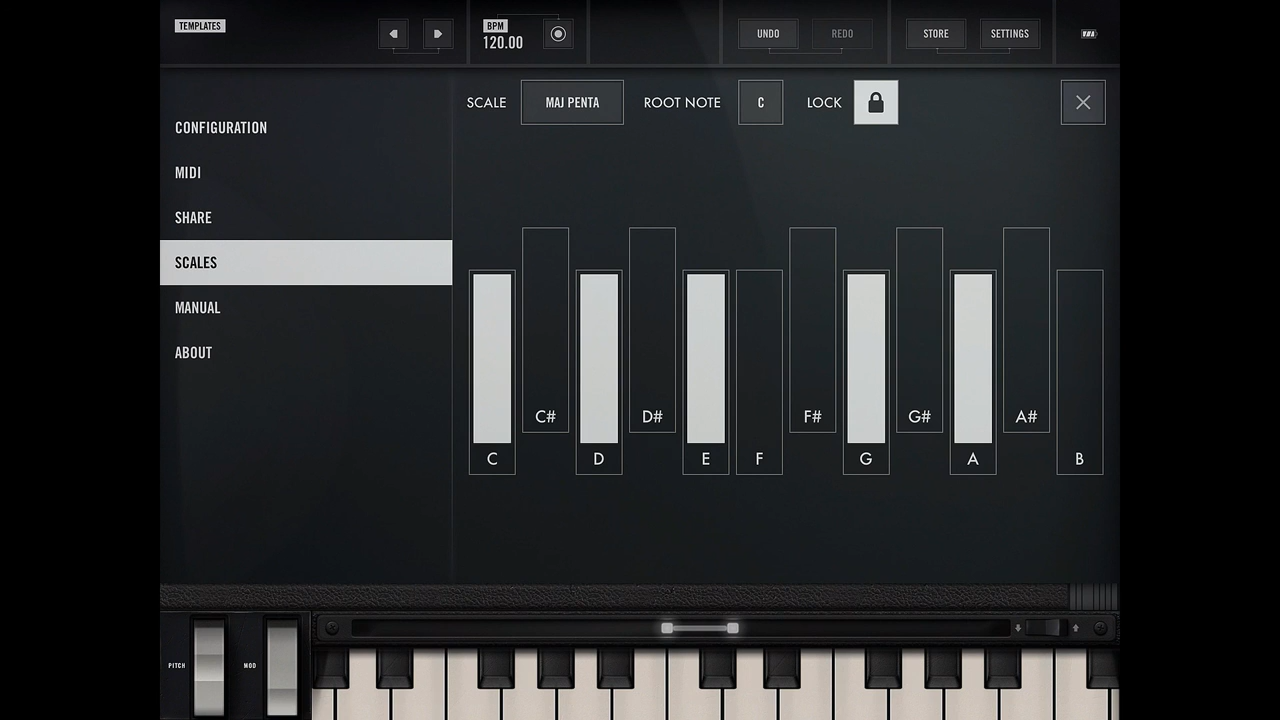 TEMPLATES
BPM
120.00
UNDO
REDO
STORE
SETTINGS
SCALE
MAJ PENTA
ROOT NOTE
C
LOCK
CONFIGURATION
MIDI
SHARE
SCALES
MANUAL
ABOUT
C#
D#
F#
G#
A#
C
D
E
F
G
A
B
PITCH
MOD